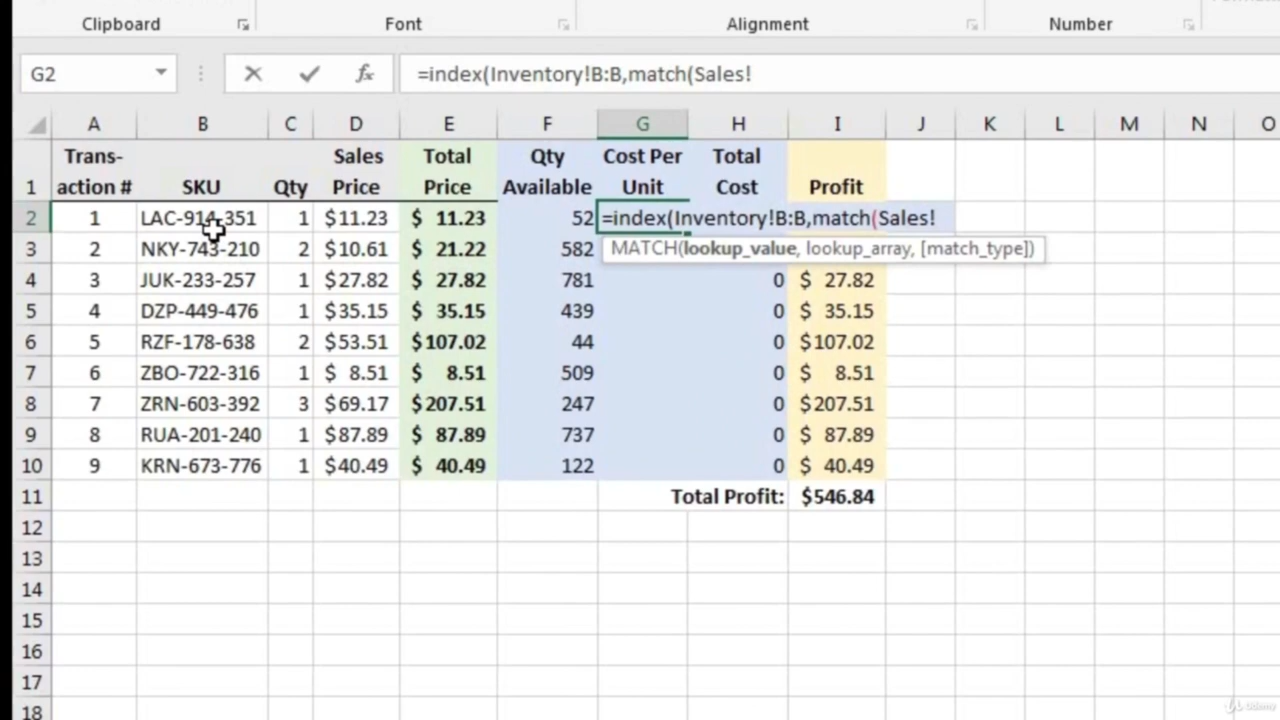 Clipboard Font Alignment Number
G2 =index(Inventory!B:B,match(Sales!
A B C D E F G H I J K L M N O
Trans- Sales Total Qty Cost Per Total
1 action # SKU Qty Price Price Available Unit Cost Profit
2 1 LAC-914-351 1 $11.23 $ 11.23 52 =index(Inventory!B:B,match(Sales!
3 2 NKY-743-210 2 $10.61 $ 21.22 582 MATCH(lookup_value, lookup_array, [match_type])
4 3 JUK-233-257 1 $27.82 $ 27.82 781 0 $ 27.82
5 4 DZP-449-476 1 $35.15 $ 35.15 439 0 $ 35.15
6 5 RZF-178-638 2 $53.51 $107.02 44 0 $107.02
7 6 ZBO-722-316 1 $ 8.51 $ 8.51 509 0 $ 8.51
8 7 ZRN-603-392 3 $69.17 $207.51 247 0 $207.51
9 8 RUA-201-240 1 $87.89 $ 87.89 737 0 $ 87.89
10 9 KRN-673-776 1 $40.49 $ 40.49 122 0 $ 40.49
11 Total Profit: $546.84
12
13
14
15
16
17
18
Udemy